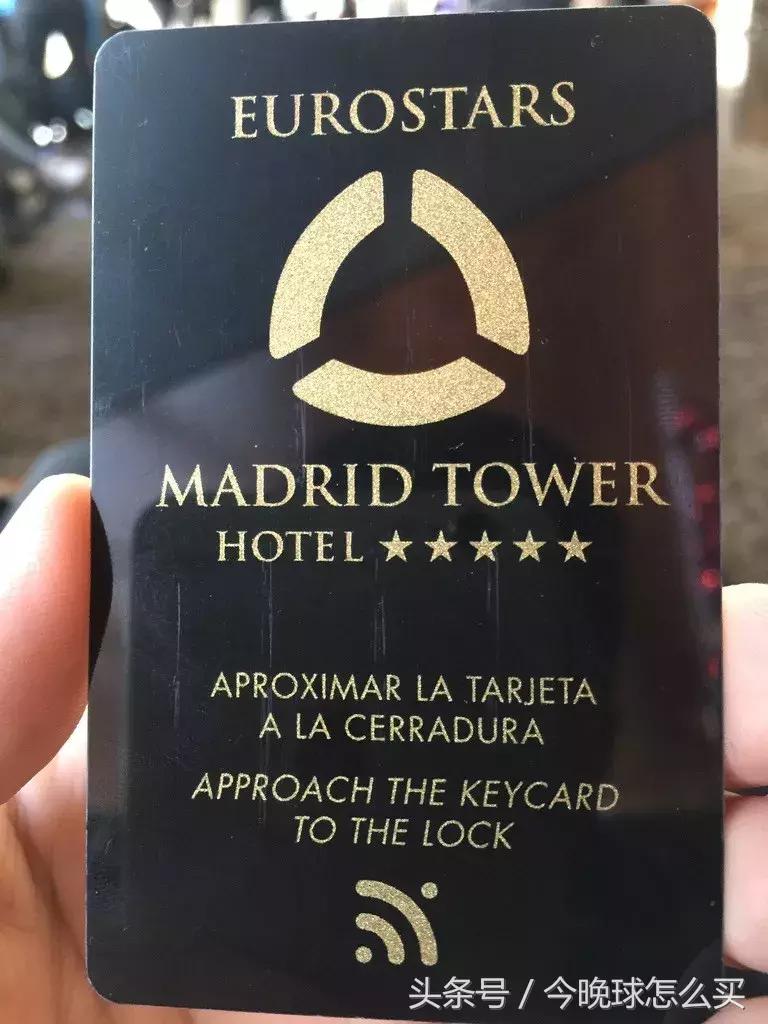 EUROSTARS
MADRID TOWER
HOTEL ★★★★★
APROXIMAR LA TARJETA
A LA CERRADURA
APPROACH THE KEYCARD
TO THE LOCK
头条号 / 今晚球怎么买